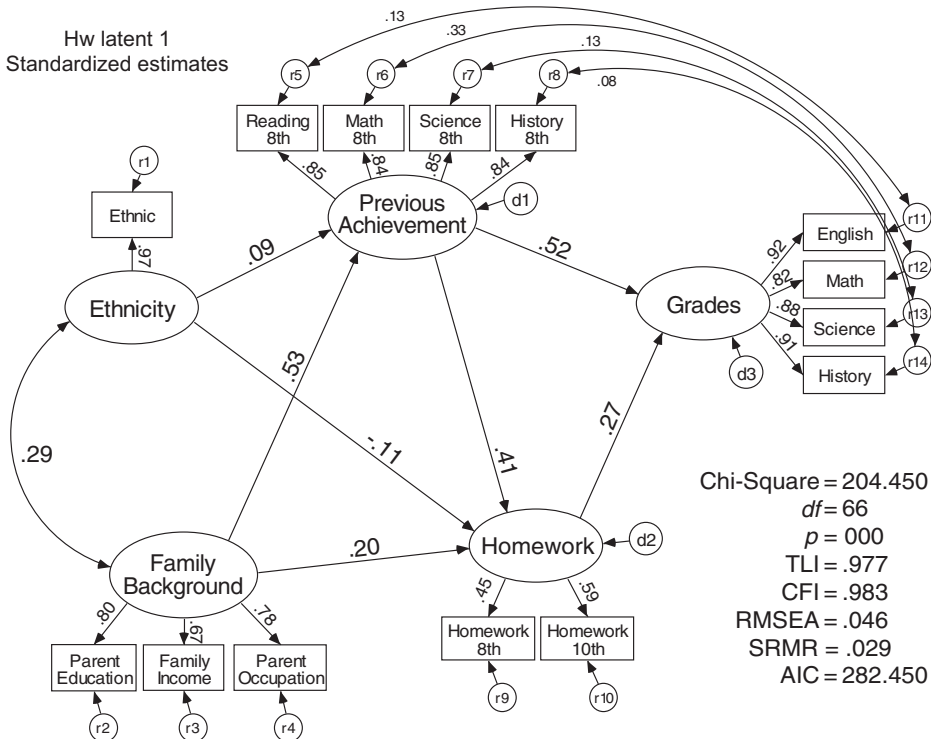 Hw latent 1
Standardized estimates
.13
.33
.13
.08
r5
r6
r7
r8
Reading
8th
Math
8th
Science
8th
History
8th
.85
.84
.85
.84
r1
Ethnic
.97
Previous
Achievement
d1
r11
English
r12
Math
r13
Science
r14
History
.92
.82
.88
.91
.09
.52
Ethnicity
Grades
d3
.53
-.11
.41
.27
.29
Family
Background
.20
Homework
d2
.80
.67
.78
.45
.59
Parent
Education
Family
Income
Parent
Occupation
Homework
8th
Homework
10th
r2
r3
r4
r9
r10
Chi-Square = 204.450
df = 66
p = 000
TLI = .977
CFI = .983
RMSEA = .046
SRMR = .029
AIC = 282.450